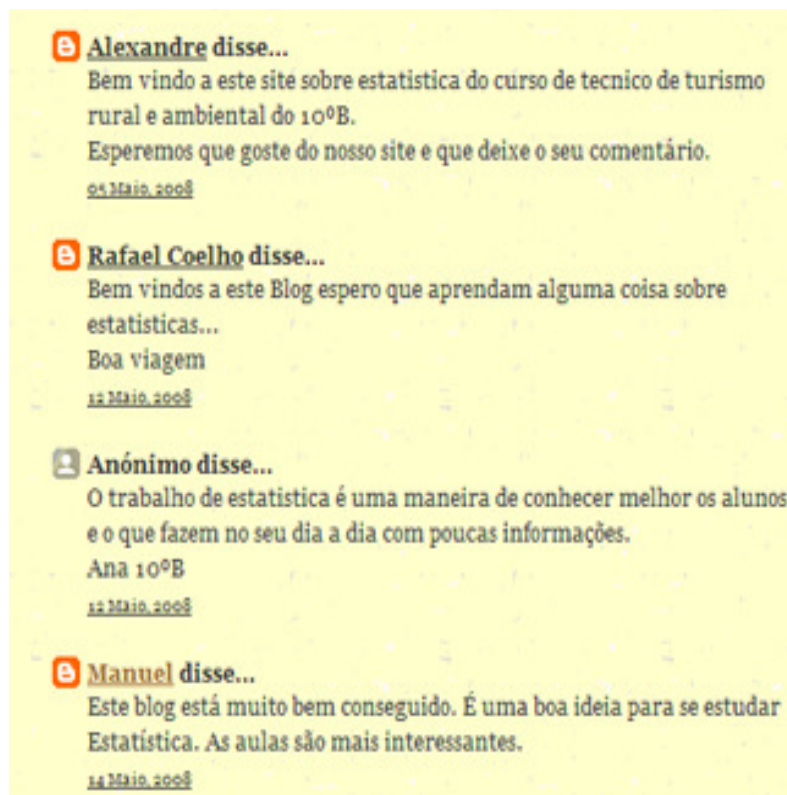 Alexandre disse...
Bem vindo a este site sobre estatistica do curso de tecnico de turismo
rural e ambiental do 10ºB.
Esperemos que goste do nosso site e que deixe o seu comentário.
05 Maio, 2008
Rafael Coelho disse...
Bem vindos a este Blog espero que aprendam alguma coisa sobre
estatisticas...
Boa viagem
12 Maio, 2008
Anónimo disse...
O trabalho de estatistica é uma maneira de conhecer melhor os alunos
e o que fazem no seu dia a dia com poucas informações.
Ana 10ºB
12 Maio, 2008
Manuel disse...
Este blog está muito bem conseguido. É uma boa ideia para se estudar
Estatística. As aulas são mais interessantes.
14 Maio, 2008